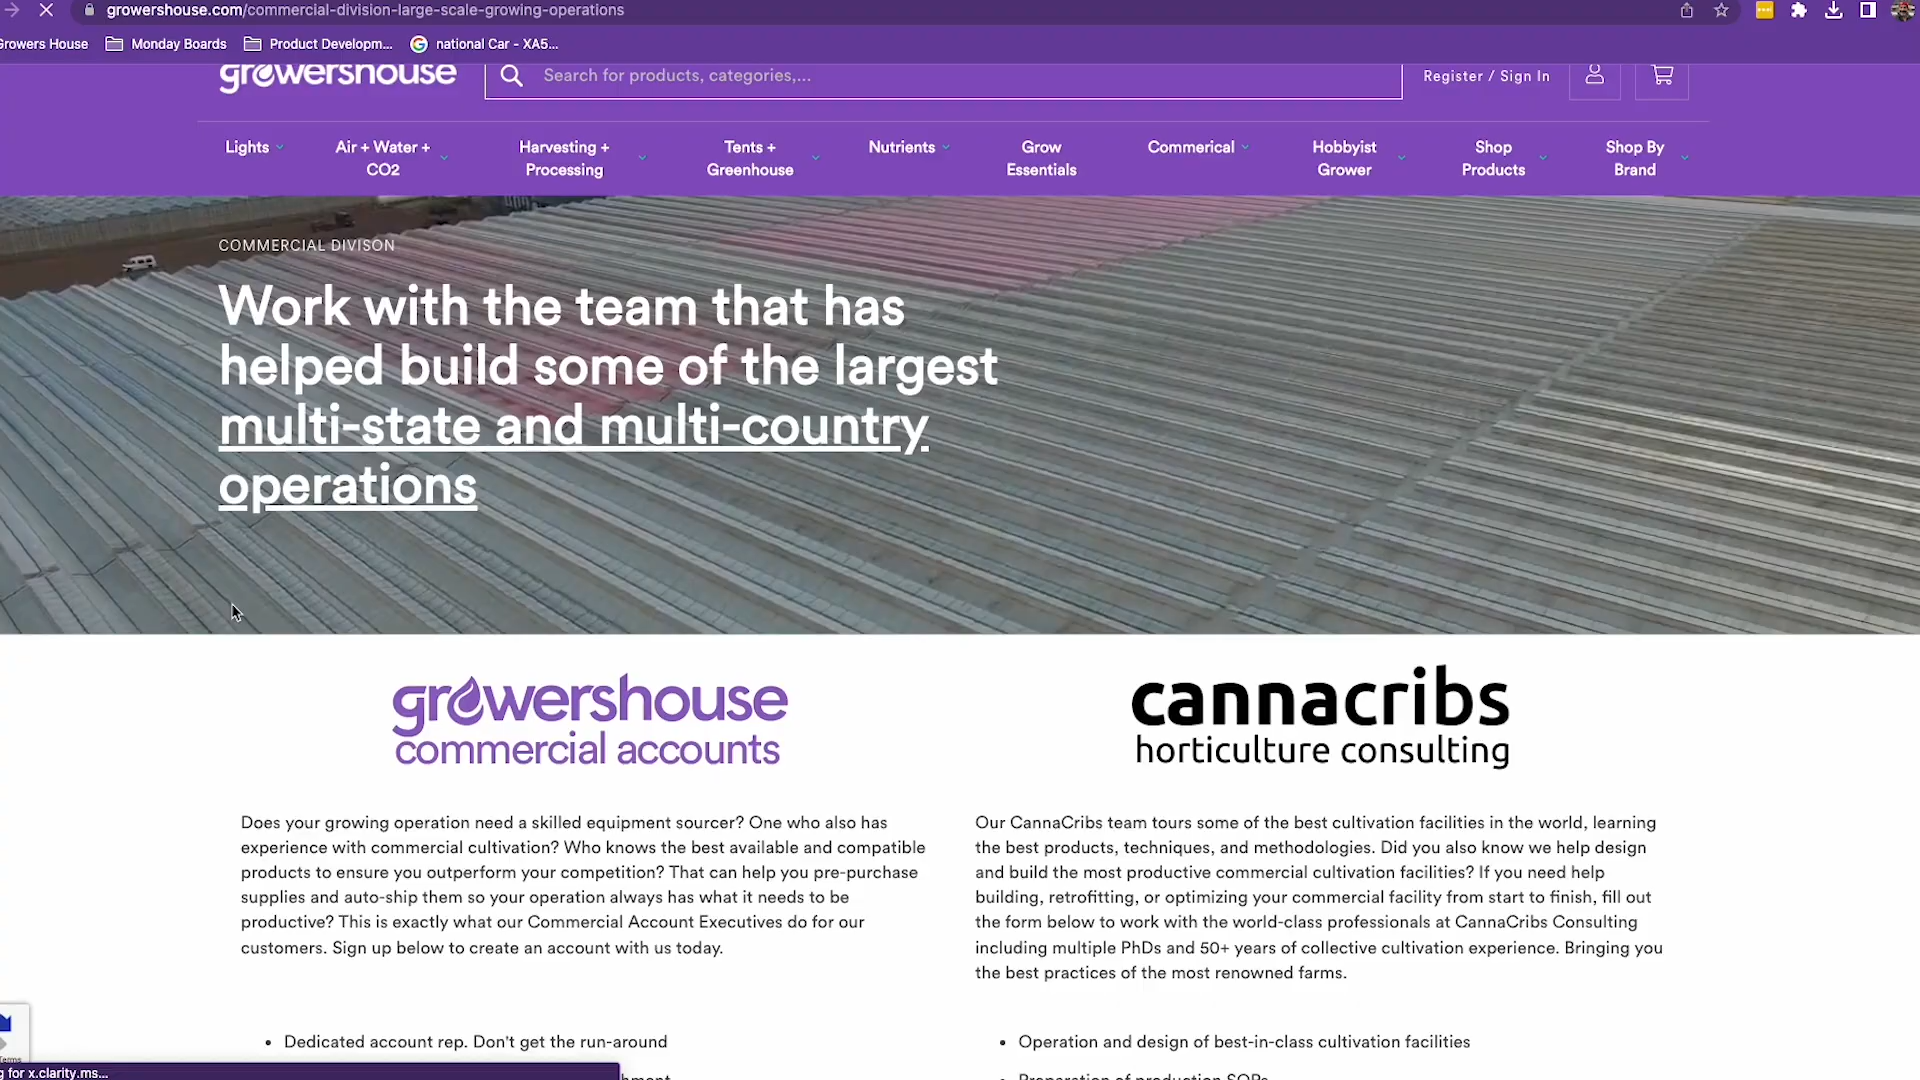 growershouse.com/commercial-division-large-scale-growing-operations
Growers House Monday Boards Product Developm... national Car - XA5...
growershouse Search for products, categories,... Register / Sign In
Lights Air + Water + CO2 Harvesting + Processing Tents + Greenhouse Nutrients Grow Essentials Commerical Hobbyist Grower Shop Products Shop By Brand
COMMERCIAL DIVISON
Work with the team that has
helped build some of the largest
multi-state and multi-country
operations
growershouse
commercial accounts
Does your growing operation need a skilled equipment sourcer? One who also has
experience with commercial cultivation? Who knows the best available and compatible
products to ensure you outperform your competition? That can help you pre-purchase
supplies and auto-ship them so your operation always has what it needs to be
productive? This is exactly what our Commercial Account Executives do for our
customers. Sign up below to create an account with us today.
• Dedicated account rep. Don't get the run-around
cannacribs
horticulture consulting
Our CannaCribs team tours some of the best cultivation facilities in the world, learning
the best products, techniques, and methodologies. Did you also know we help design
and build the most productive commercial cultivation facilities? If you need help
building, retrofitting, or optimizing your commercial facility from start to finish, fill out
the form below to work with the world-class professionals at CannaCribs Consulting
including multiple PhDs and 50+ years of collective cultivation experience. Bringing you
the best practices of the most renowned farms.
• Operation and design of best-in-class cultivation facilities
• Preparation of production SOPs
Terms
g for x.clarity.ms...